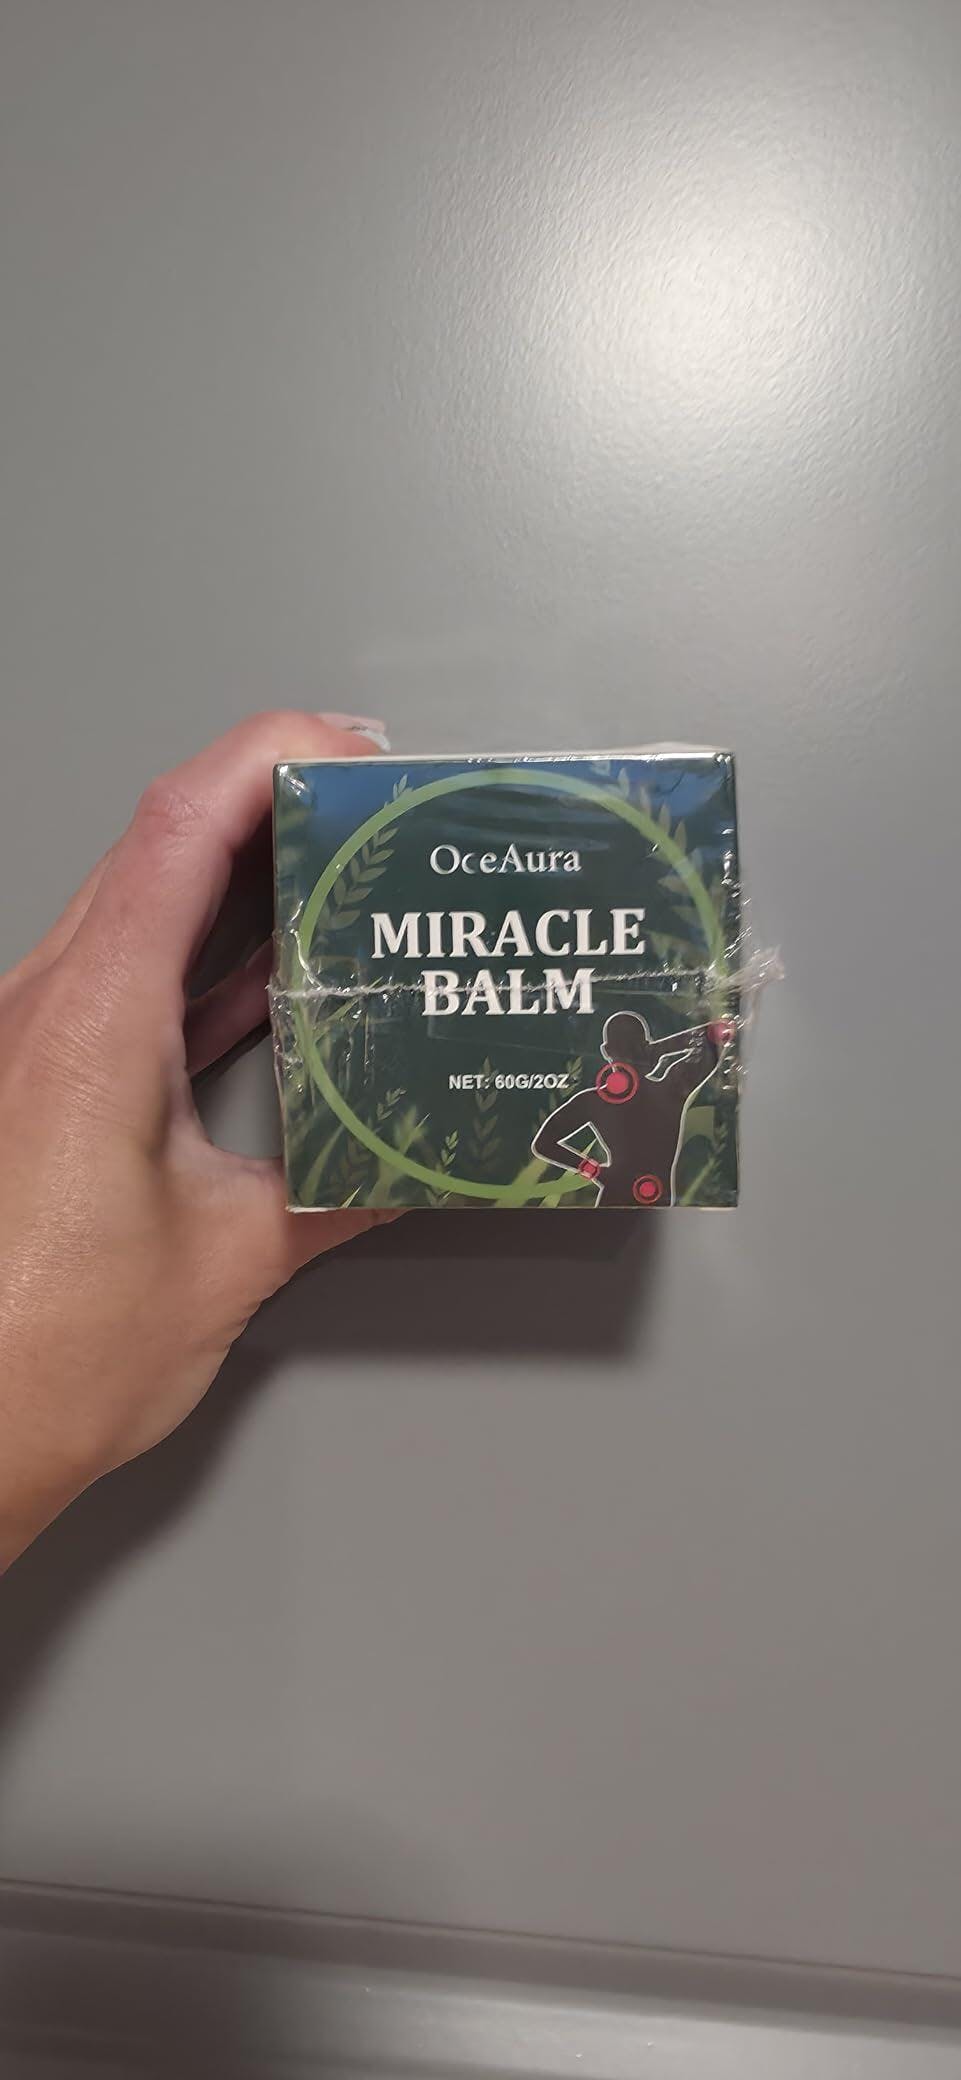 OceAura
MIRACLE
BALM
NET: 60G/2OZ